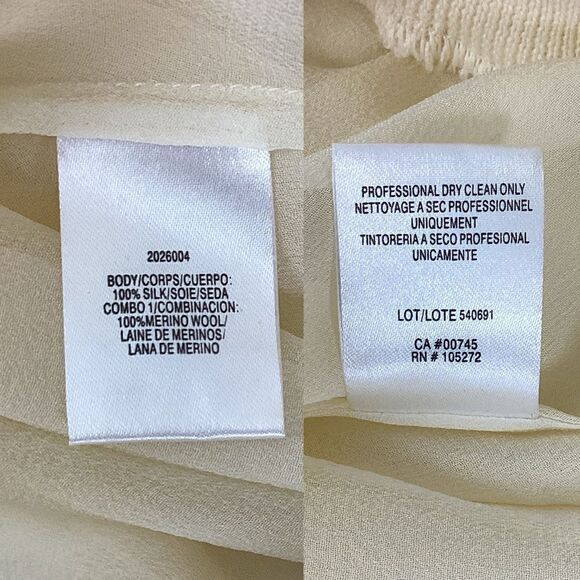 2026004
BODY/CORPS/CUERPO:
100% SILK/SOIE/SEDA
COMBO 1/COMBINACION:
100%MERINO WOOL/
LAINE DE MERINOS/
LANA DE MERINO
PROFESSIONAL DRY CLEAN ONLY
NETTOYAGE A SEC PROFESSIONNEL
UNIQUEMENT
TINTORERIA A SECO PROFESIONAL
UNICAMENTE
LOT/LOTE 540691
CA #00745
RN # 105272